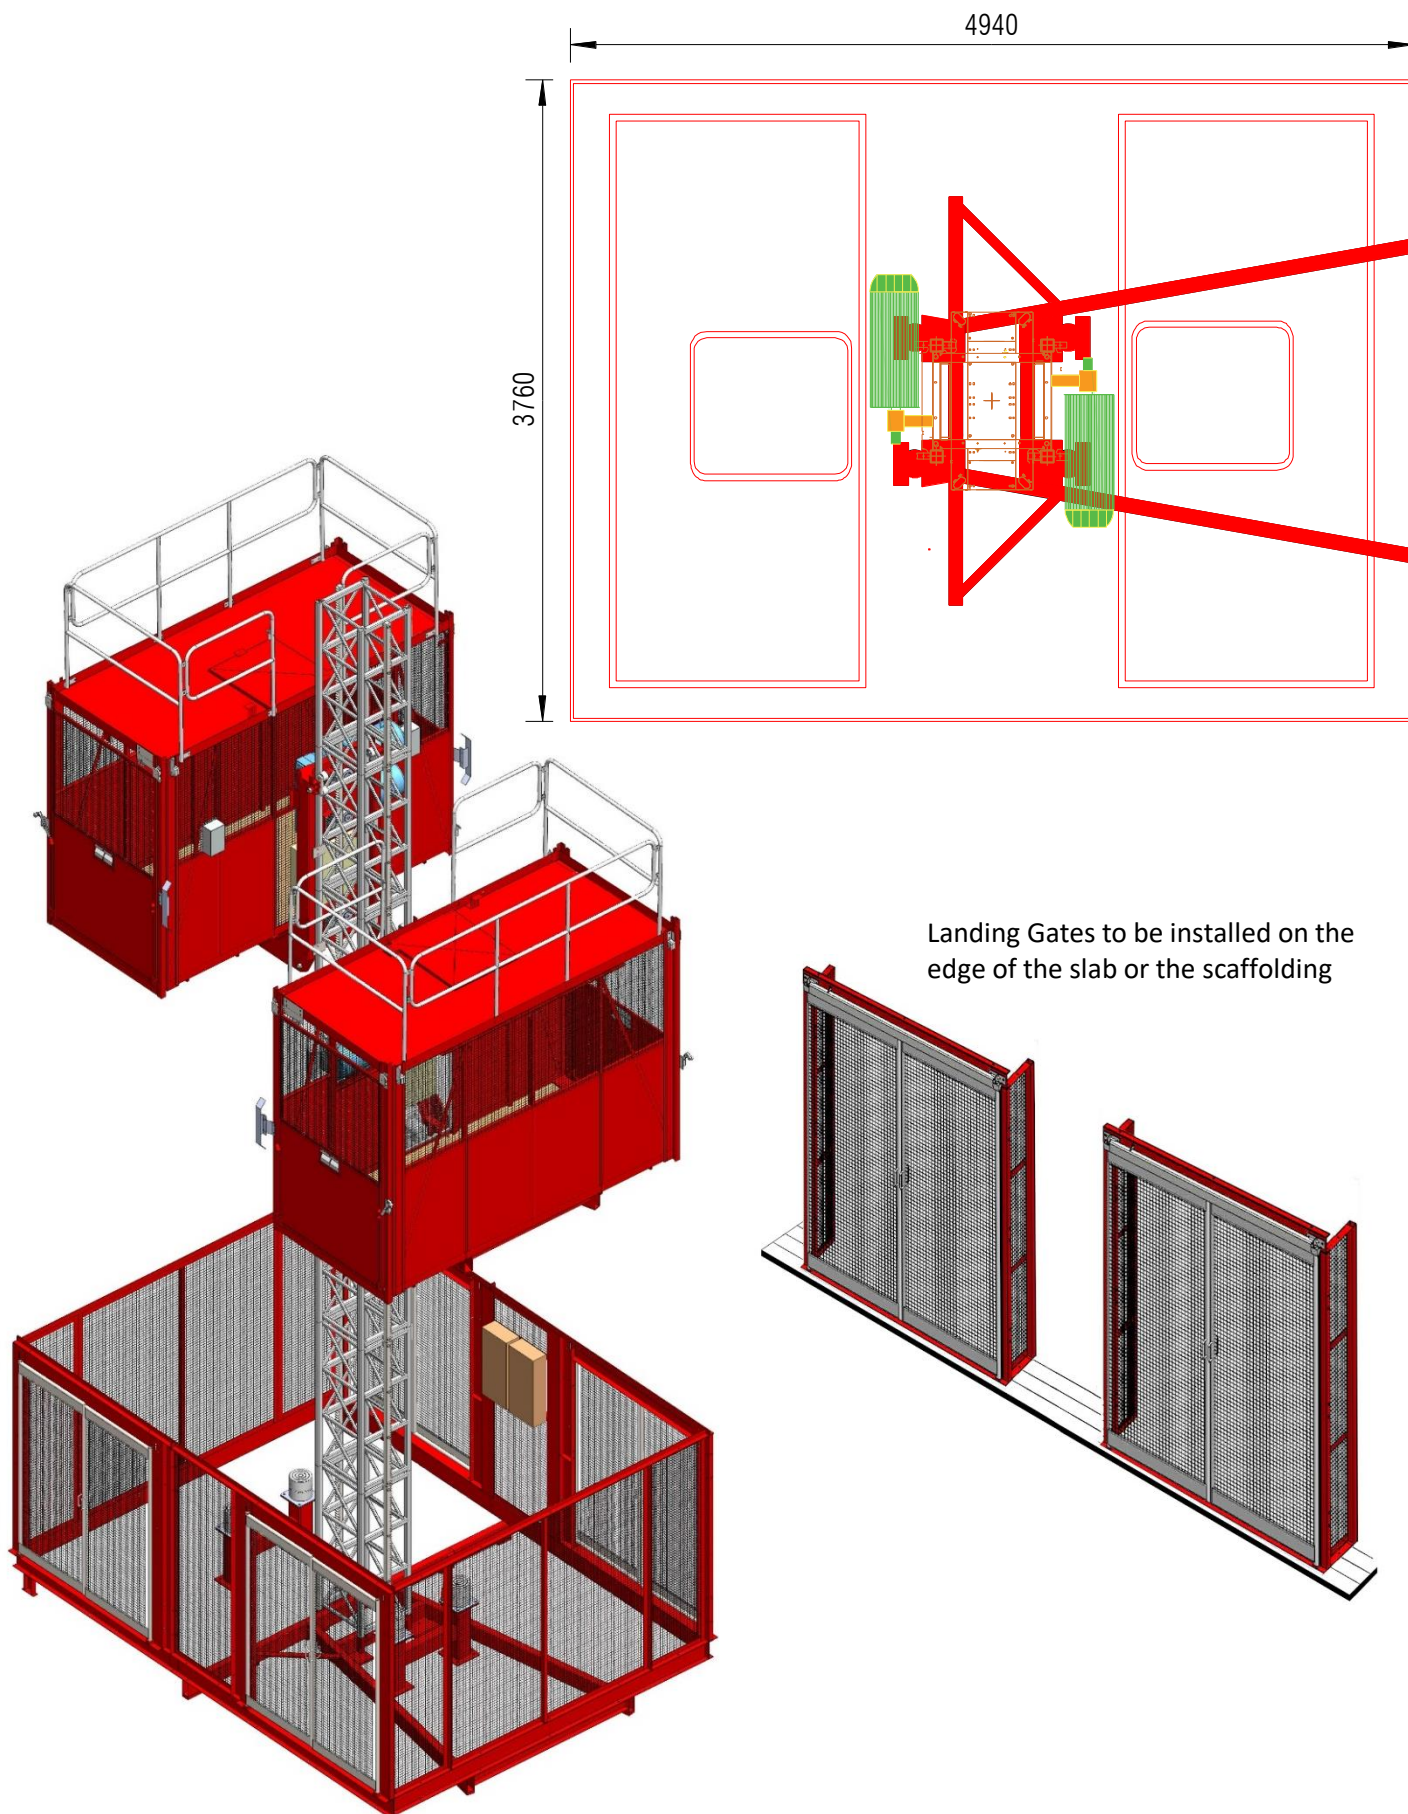 4940
3760
Landing Gates to be installed on the
edge of the slab or the scaffolding